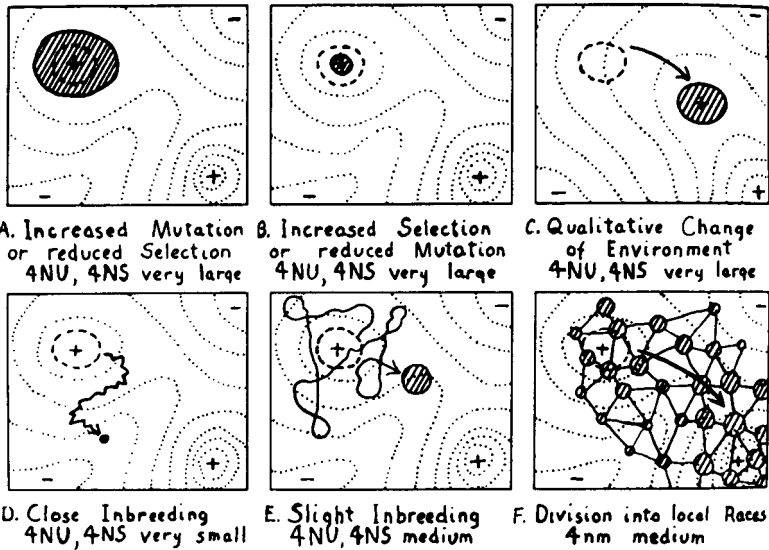 A. Increased Mutation
or reduced Selection
4NU, 4NS very large
B. Increased Selection
or reduced Mutation
4NU, 4NS very large
C. Qualitative Change
of Environment
4NU, 4NS very large
D. Close Inbreeding
4NU, 4NS very small
E. Slight Inbreeding
4NU, 4NS medium
F. Division into local Races
4nm medium